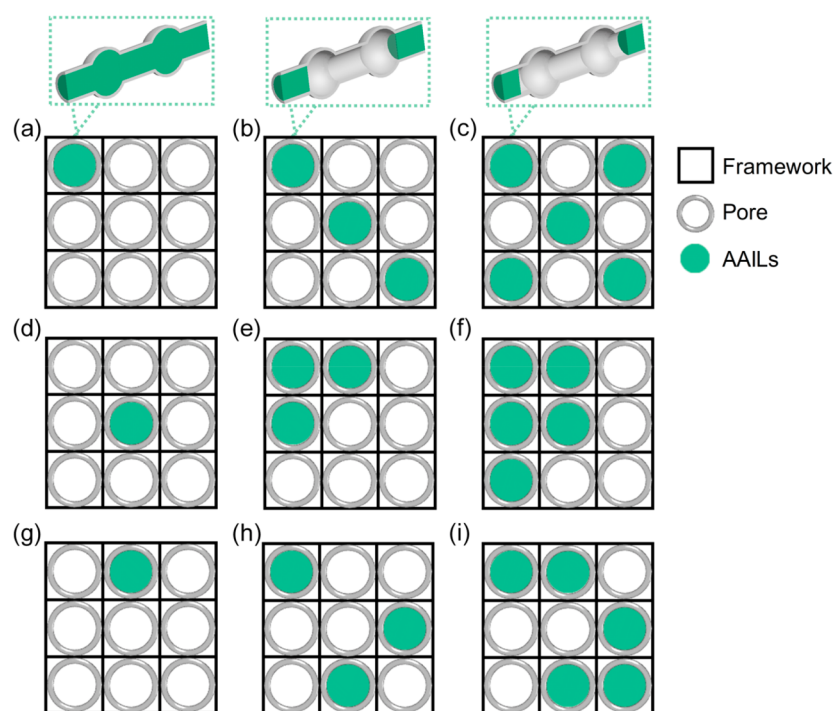 (a)
(b)
(c)
Framework
Pore
AAILs
(d)
(e)
(f)
(g)
(h)
(i)